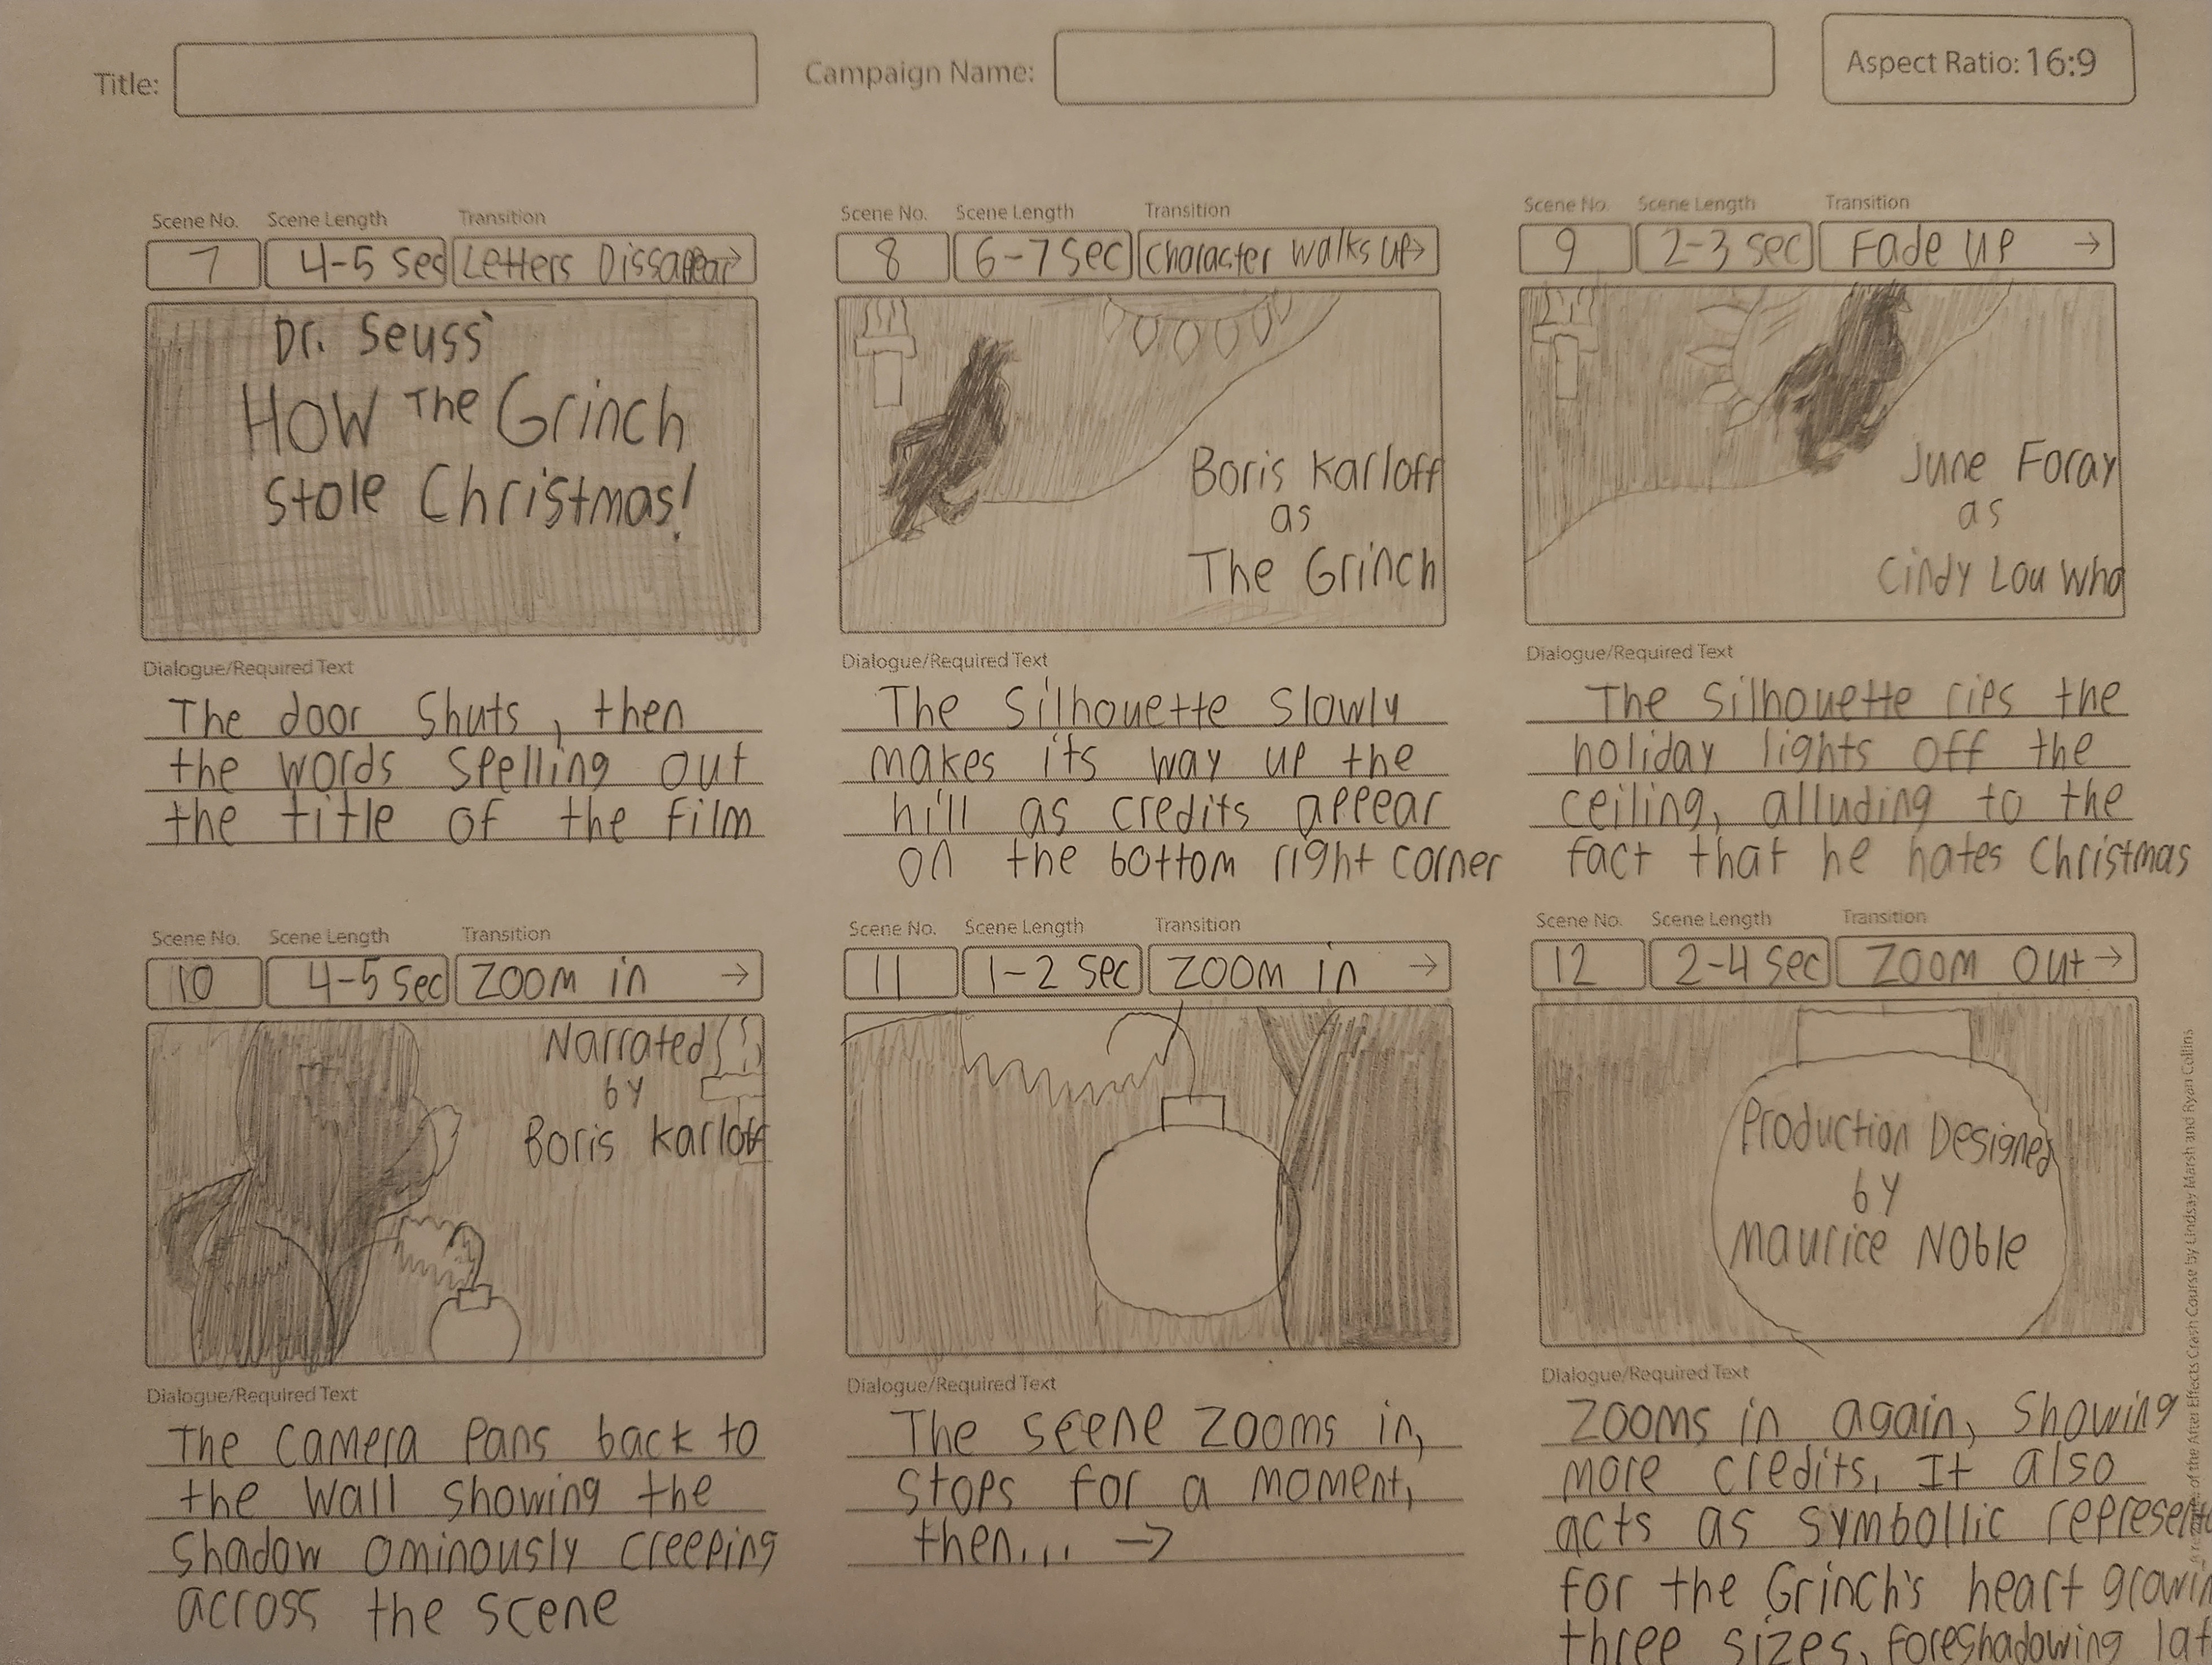 Title:
Campaign Name:
Aspect Ratio: 16:9
Scene No. Scene Length Transition
7 4-5 sec Letters Dissappear →
Dr. Seuss'
How The Grinch
Stole Christmas!
Dialogue/Required Text
The door shuts, then
the words spelling out
the title of the film
Scene No. Scene Length Transition
8 6-7 sec Character walks up →
Boris Karloff
as
The Grinch
Dialogue/Required Text
The silhouette slowly
makes its way up the
hill as credits appear
on the bottom right corner
Scene No. Scene Length Transition
9 2-3 sec Fade up →
June Foray
as
Cindy Lou Who
Dialogue/Required Text
The silhouette rips the
holiday lights off the
ceiling, alluding to the
fact that he hates Christmas
Scene No. Scene Length Transition
10 4-5 sec Zoom in →
Narrated
by
Boris Karloff
Dialogue/Required Text
The camera pans back to
the wall showing the
shadow ominously creeping
across the scene
Scene No. Scene Length Transition
11 1-2 sec Zoom in →
Dialogue/Required Text
The scene zooms in,
stops for a moment,
then... →
Scene No. Scene Length Transition
12 2-4 sec Zoom out →
Production Designed
by
Maurice Noble
Dialogue/Required Text
Zooms in again, showing
more credits, It also
acts as symbollic
for the Grinch's heart
three sizes, foreshadowing
of the After Effects Crash Course by Lindsay Marsh and Ryan Collins